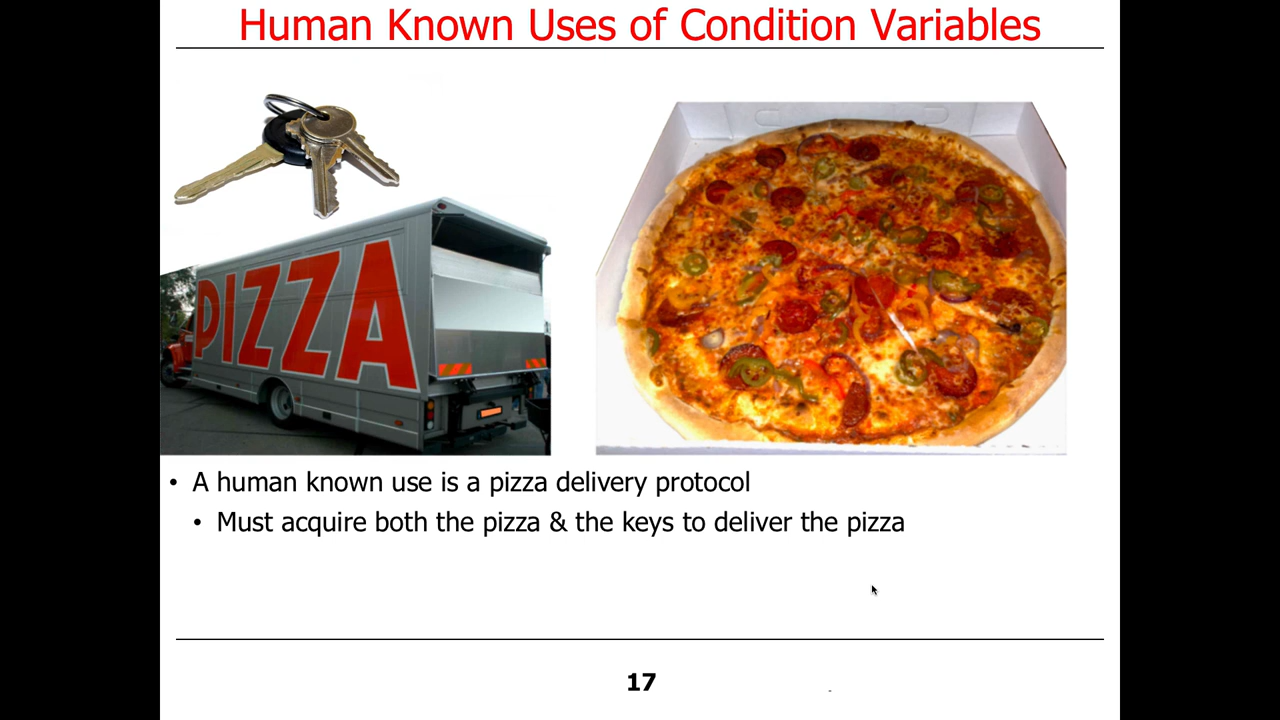 Human Known Uses of Condition Variables
PIZZA
• A human known use is a pizza delivery protocol
• Must acquire both the pizza & the keys to deliver the pizza
17